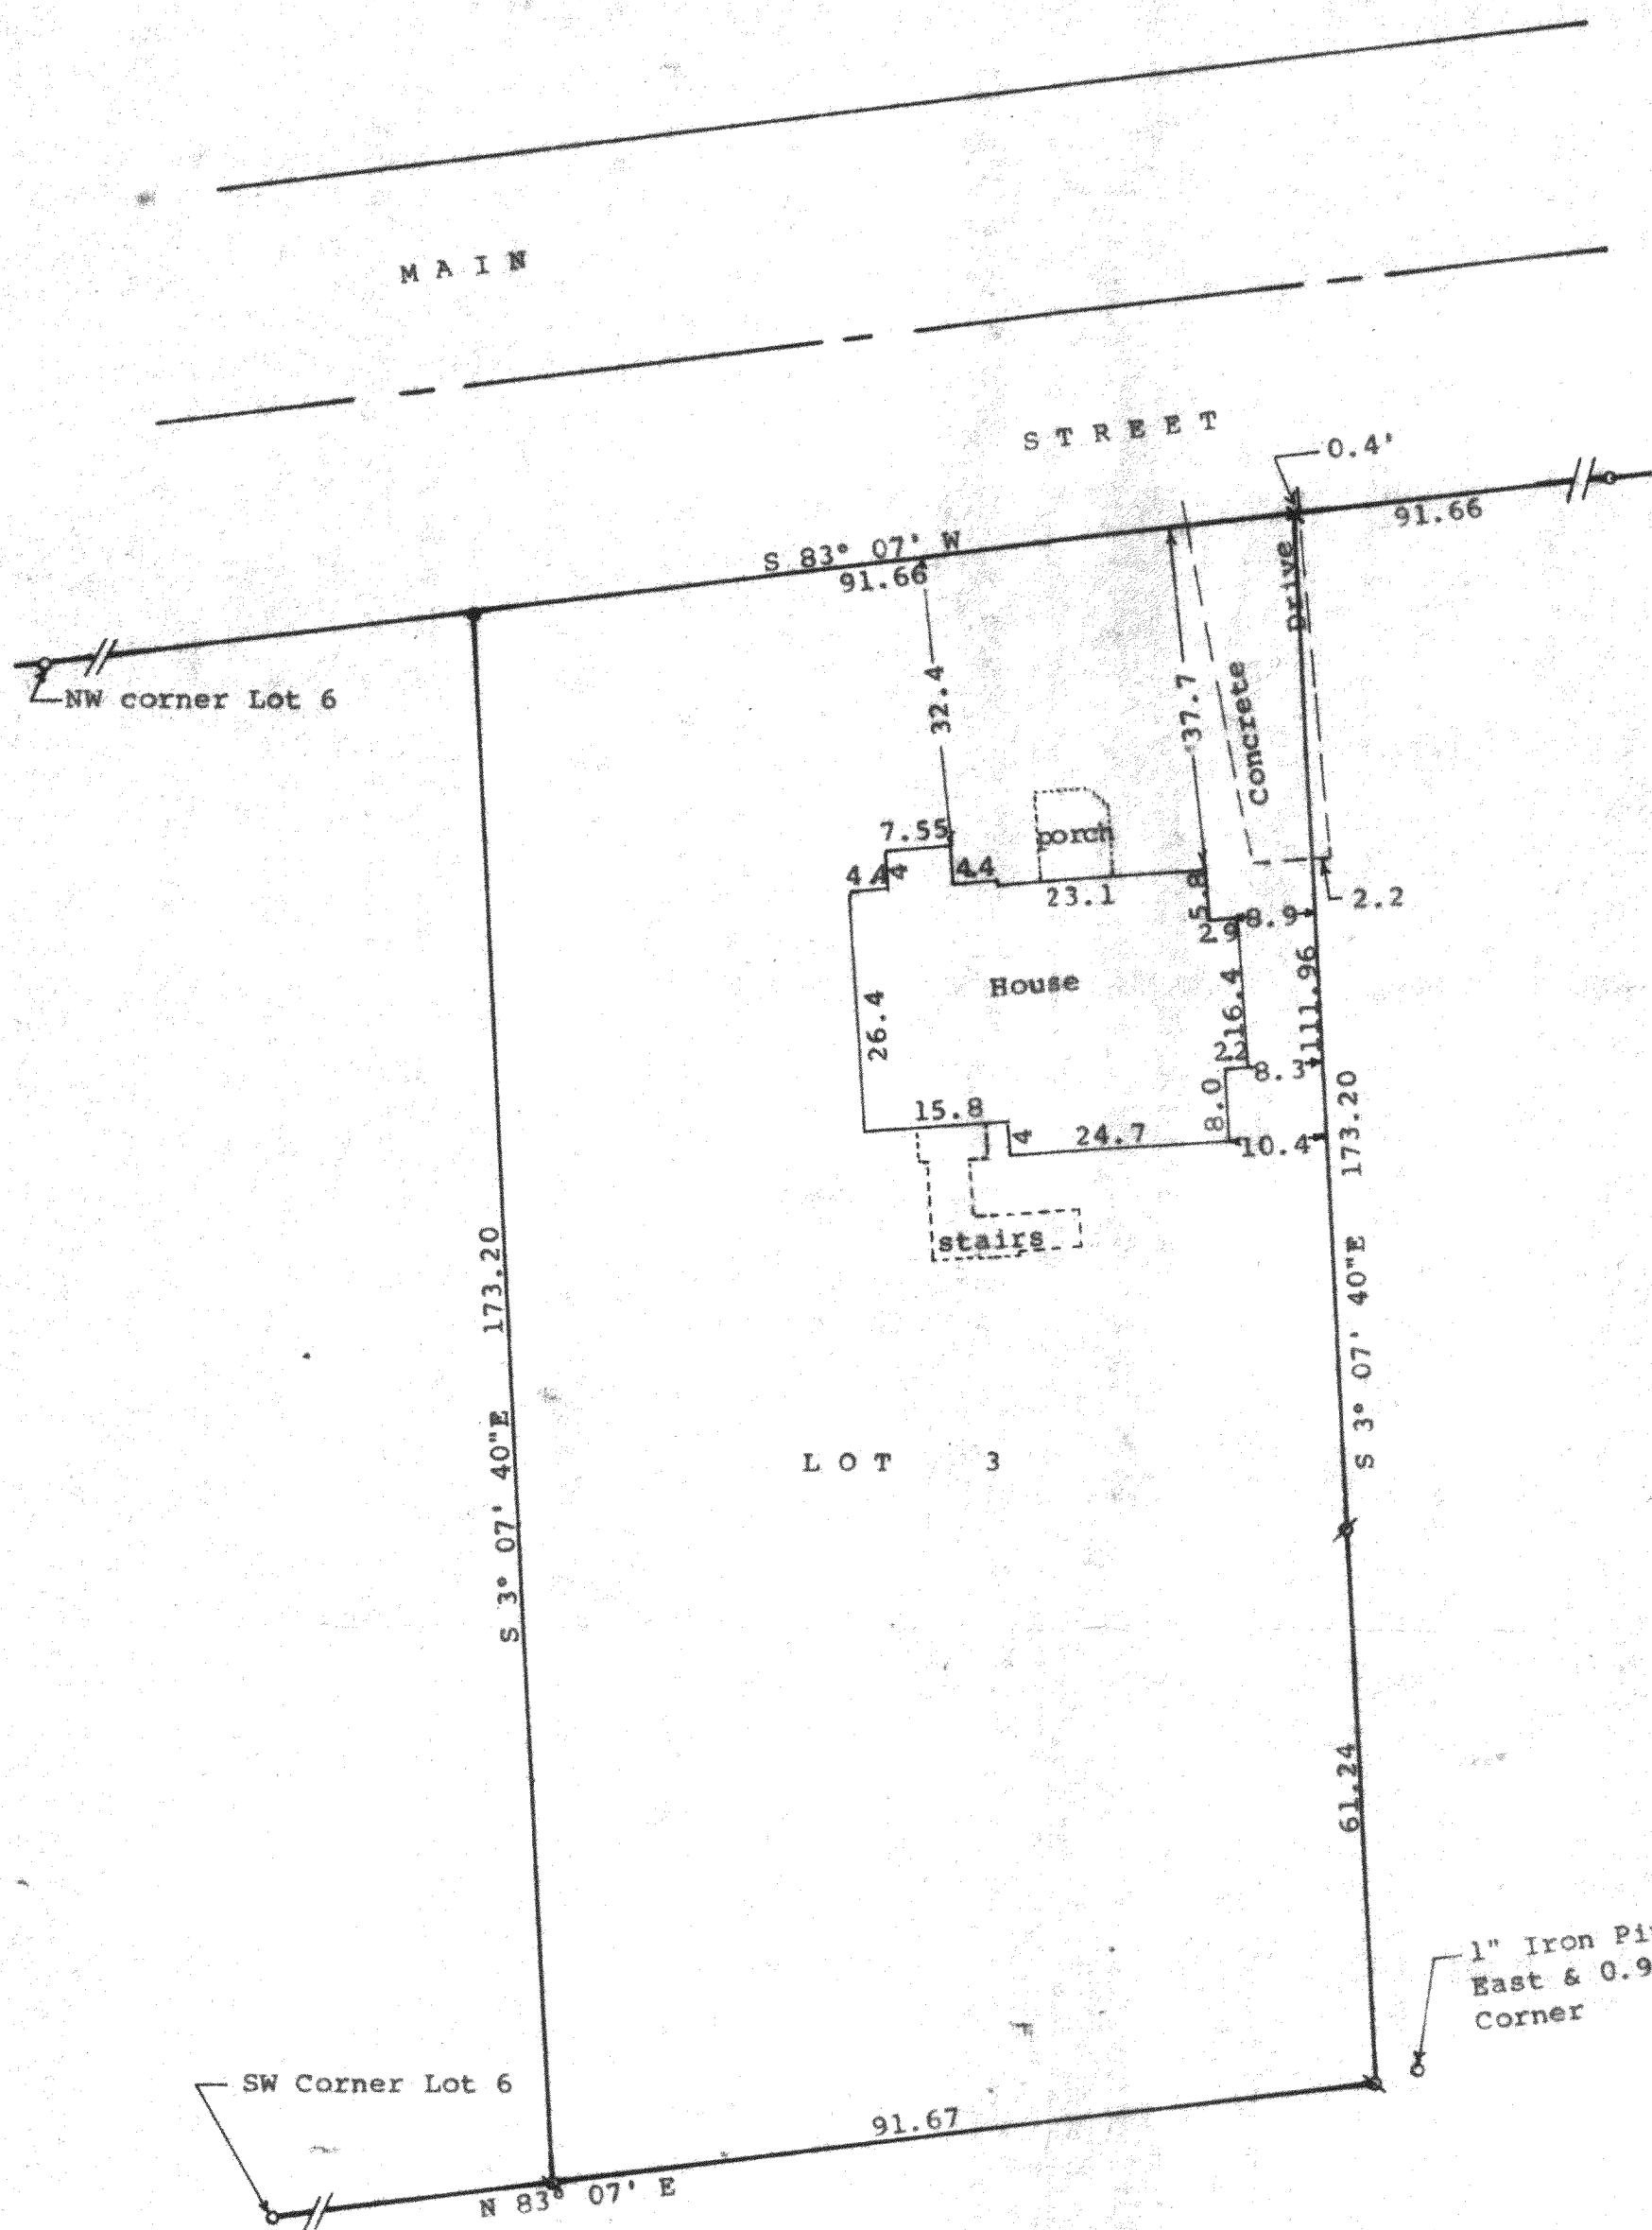 M A I N
S T R E E T
0.4'
S 83° 07' W
91.66
91.66
NW corner Lot 6
Drive
Concrete
32.4
37.7
7.55
porch
4.4
4
4.4
23.1
5.8
2.2
8.9
2.9
House
26.4
16.4
111.96
2.2
8.3
8.0
15.8
4
24.7
10.4
173.20
stairs
173.20
S 3° 07' 40"E
S 3° 07' 40"E
L O T 3
61.24
1" Iron
East & 0.9
Corner
SW Corner Lot 6
91.67
N 83° 07' E